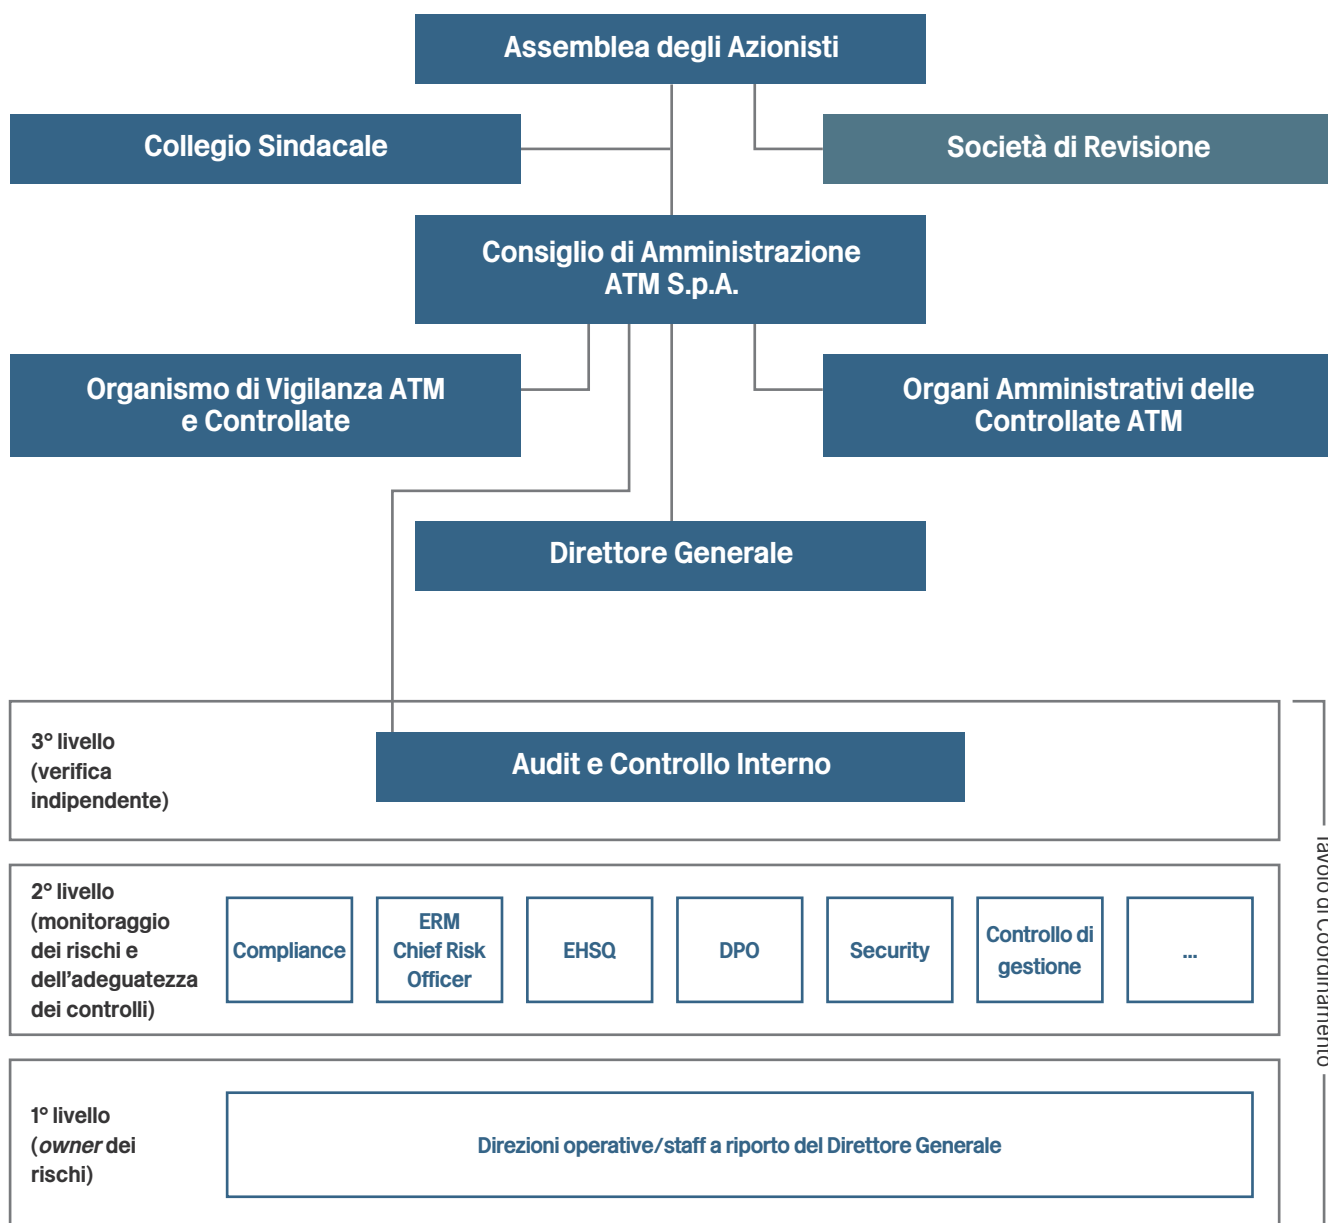 Assemblea degli Azionisti
Collegio Sindacale
Società di Revisione
Consiglio di Amministrazione
ATM S.p.A.
Organismo di Vigilanza ATM
e Controllate
Organi Amministrativi delle
Controllate ATM
Direttore Generale
3° livello
(verifica
indipendente)
Audit e Controllo Interno
2° livello
(monitoraggio
dei rischi e
dell’adeguatezza
dei controlli)
Compliance
ERM
Chief Risk
Officer
EHSQ
DPO
Security
Controllo di
gestione
...
1° livello
(owner dei
rischi)
Direzioni operative/staff a riporto del Direttore Generale
Tavolo di Coordinamento